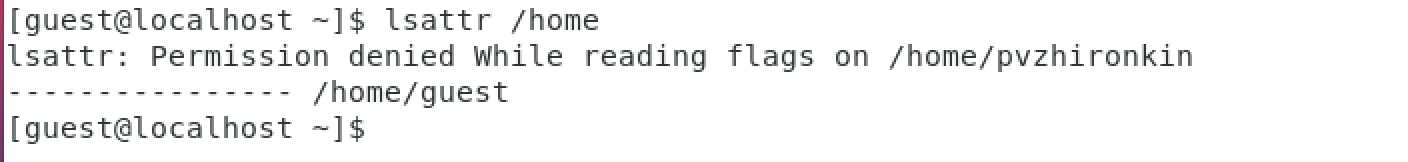 [guest@localhost ~]$ lsattr /home
lsattr: Permission denied While reading flags on /home/pvzhironkin
---------------- /home/guest
[guest@localhost ~]$